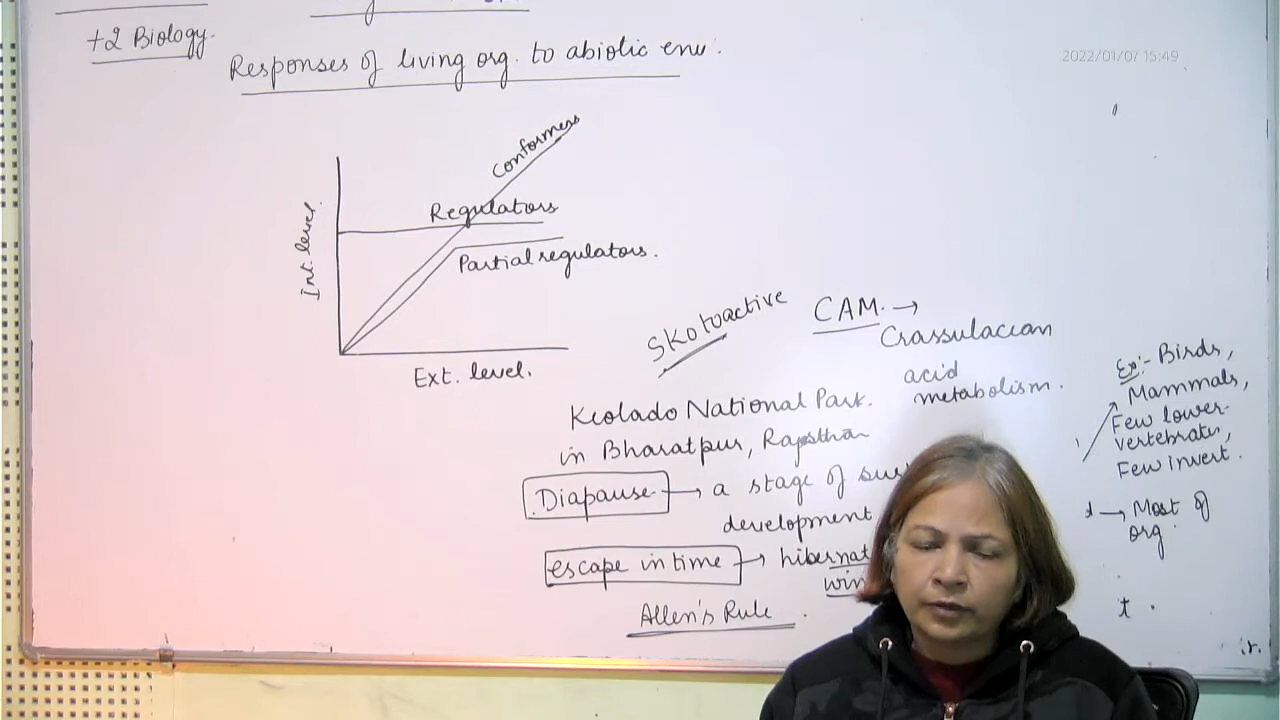 +2 Biology.
2022/01/07 15:49
Responses of living org. to abiotic env.
Conformers
Regulators
Partial regulators.
Int. level.
Ext. level.
Skotoactive
CAM. →
Crassulacian
acid
metabolism.
Keolado National Park.
in Bharatpur, Rajsthan
Diapause → a stage of sus
development
escape in time → hibernat
win
Allen's Rule.
Ex:- Birds,
Mammals,
Few lower
vertebrates,
Few invert.
→ Most of
org.